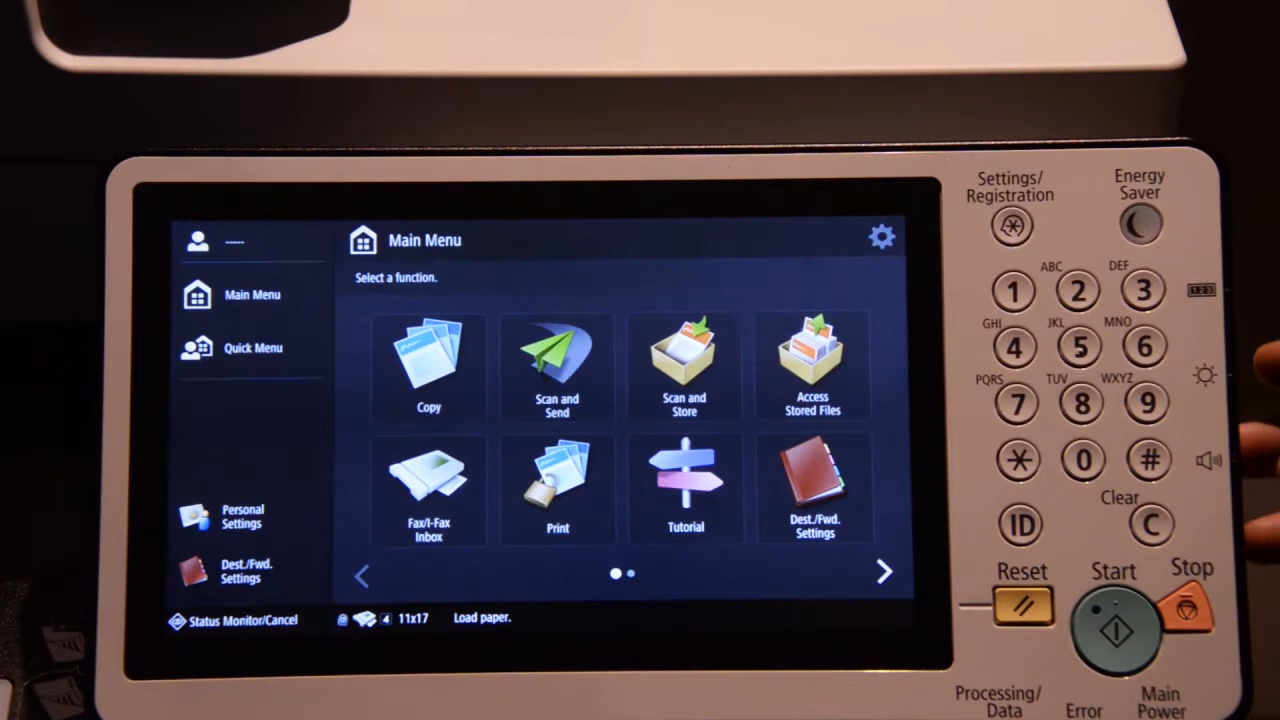 Settings/
Registration
Energy
Saver
-----
Main Menu
Main Menu
Quick Menu
Select a function.
Copy
Scan and
Send
Scan and
Store
Access
Stored Files
Fax/I-Fax
Inbox
Print
Tutorial
Dest./Fwd.
Settings
Personal
Settings
Dest./Fwd.
Settings
Status Monitor/Cancel
4 11x17 Load paper.
1
ABC
2
DEF
3
123
GHI
4
JKL
5
MNO
6
PQRS
7
TUV
8
WXYZ
9
*
0
#
ID
Clear
C
Reset
Start
Stop
Processing/
Data
Error
Main
Power